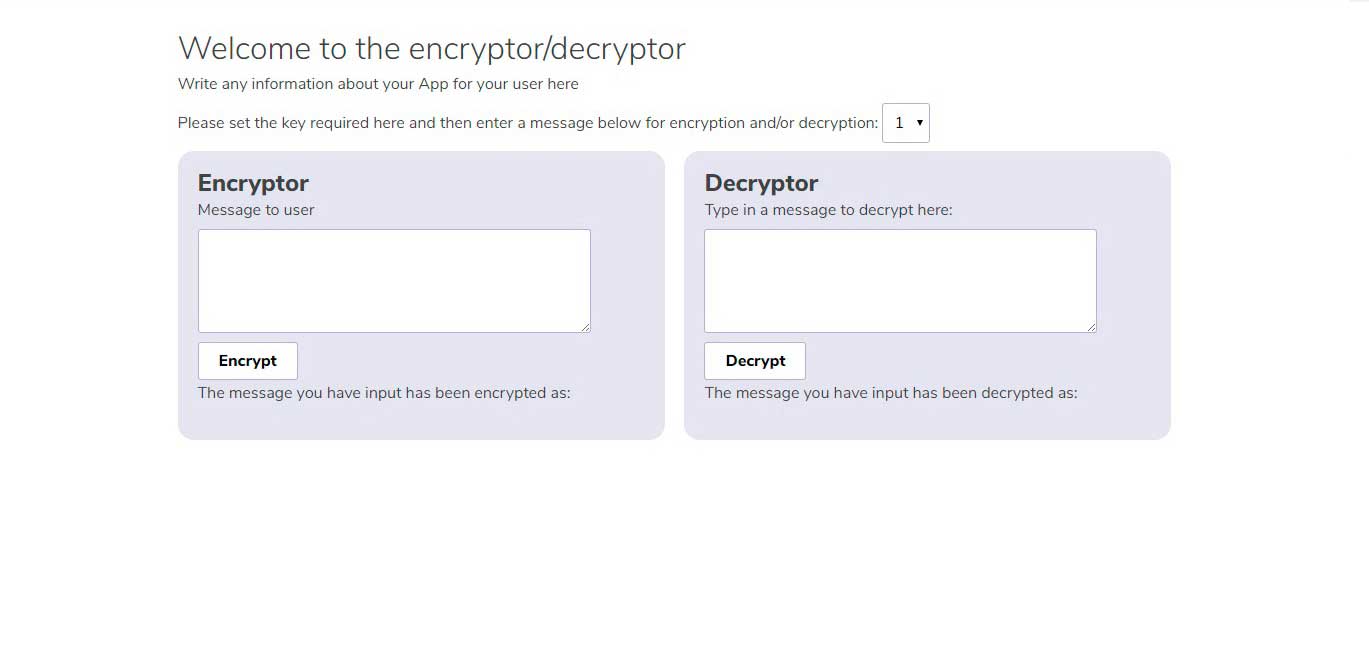 Welcome to the encryptor/decryptor
Write any information about your App for your user here
Please set the key required here and then enter a message below for encryption and/or decryption: 1
Encryptor
Message to user
Encrypt
The message you have input has been encrypted as:
Decryptor
Type in a message to decrypt here:
Decrypt
The message you have input has been decrypted as: